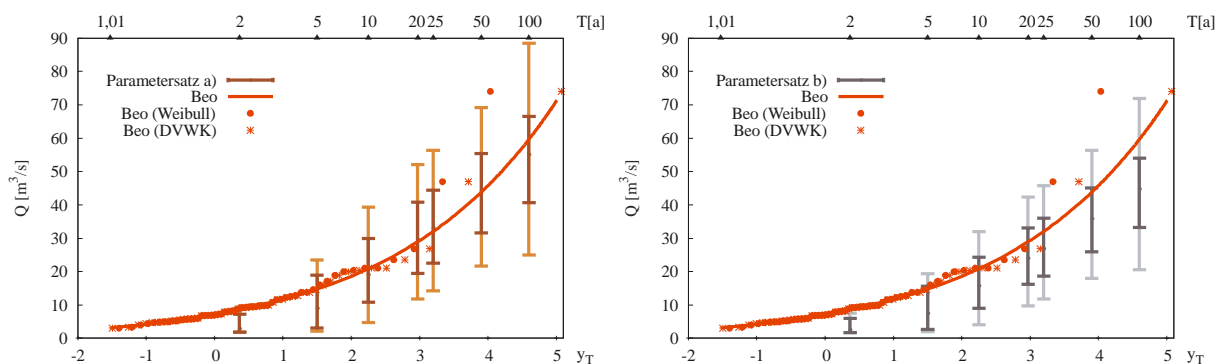 1,01 2 5 10 20 25 50 100 T[a]
90
80
70
60
50
40
30
20
10
0
Q [m³/s]
Parametersatz a)
Beo
Beo (Weibull)
Beo (DVWK)
-2 -1 0 1 2 3 4 5 y_T
1,01 2 5 10 20 25 50 100 T[a]
90
80
70
60
50
40
30
20
10
0
Q [m³/s]
Parametersatz b)
Beo
Beo (Weibull)
Beo (DVWK)
-2 -1 0 1 2 3 4 5 y_T